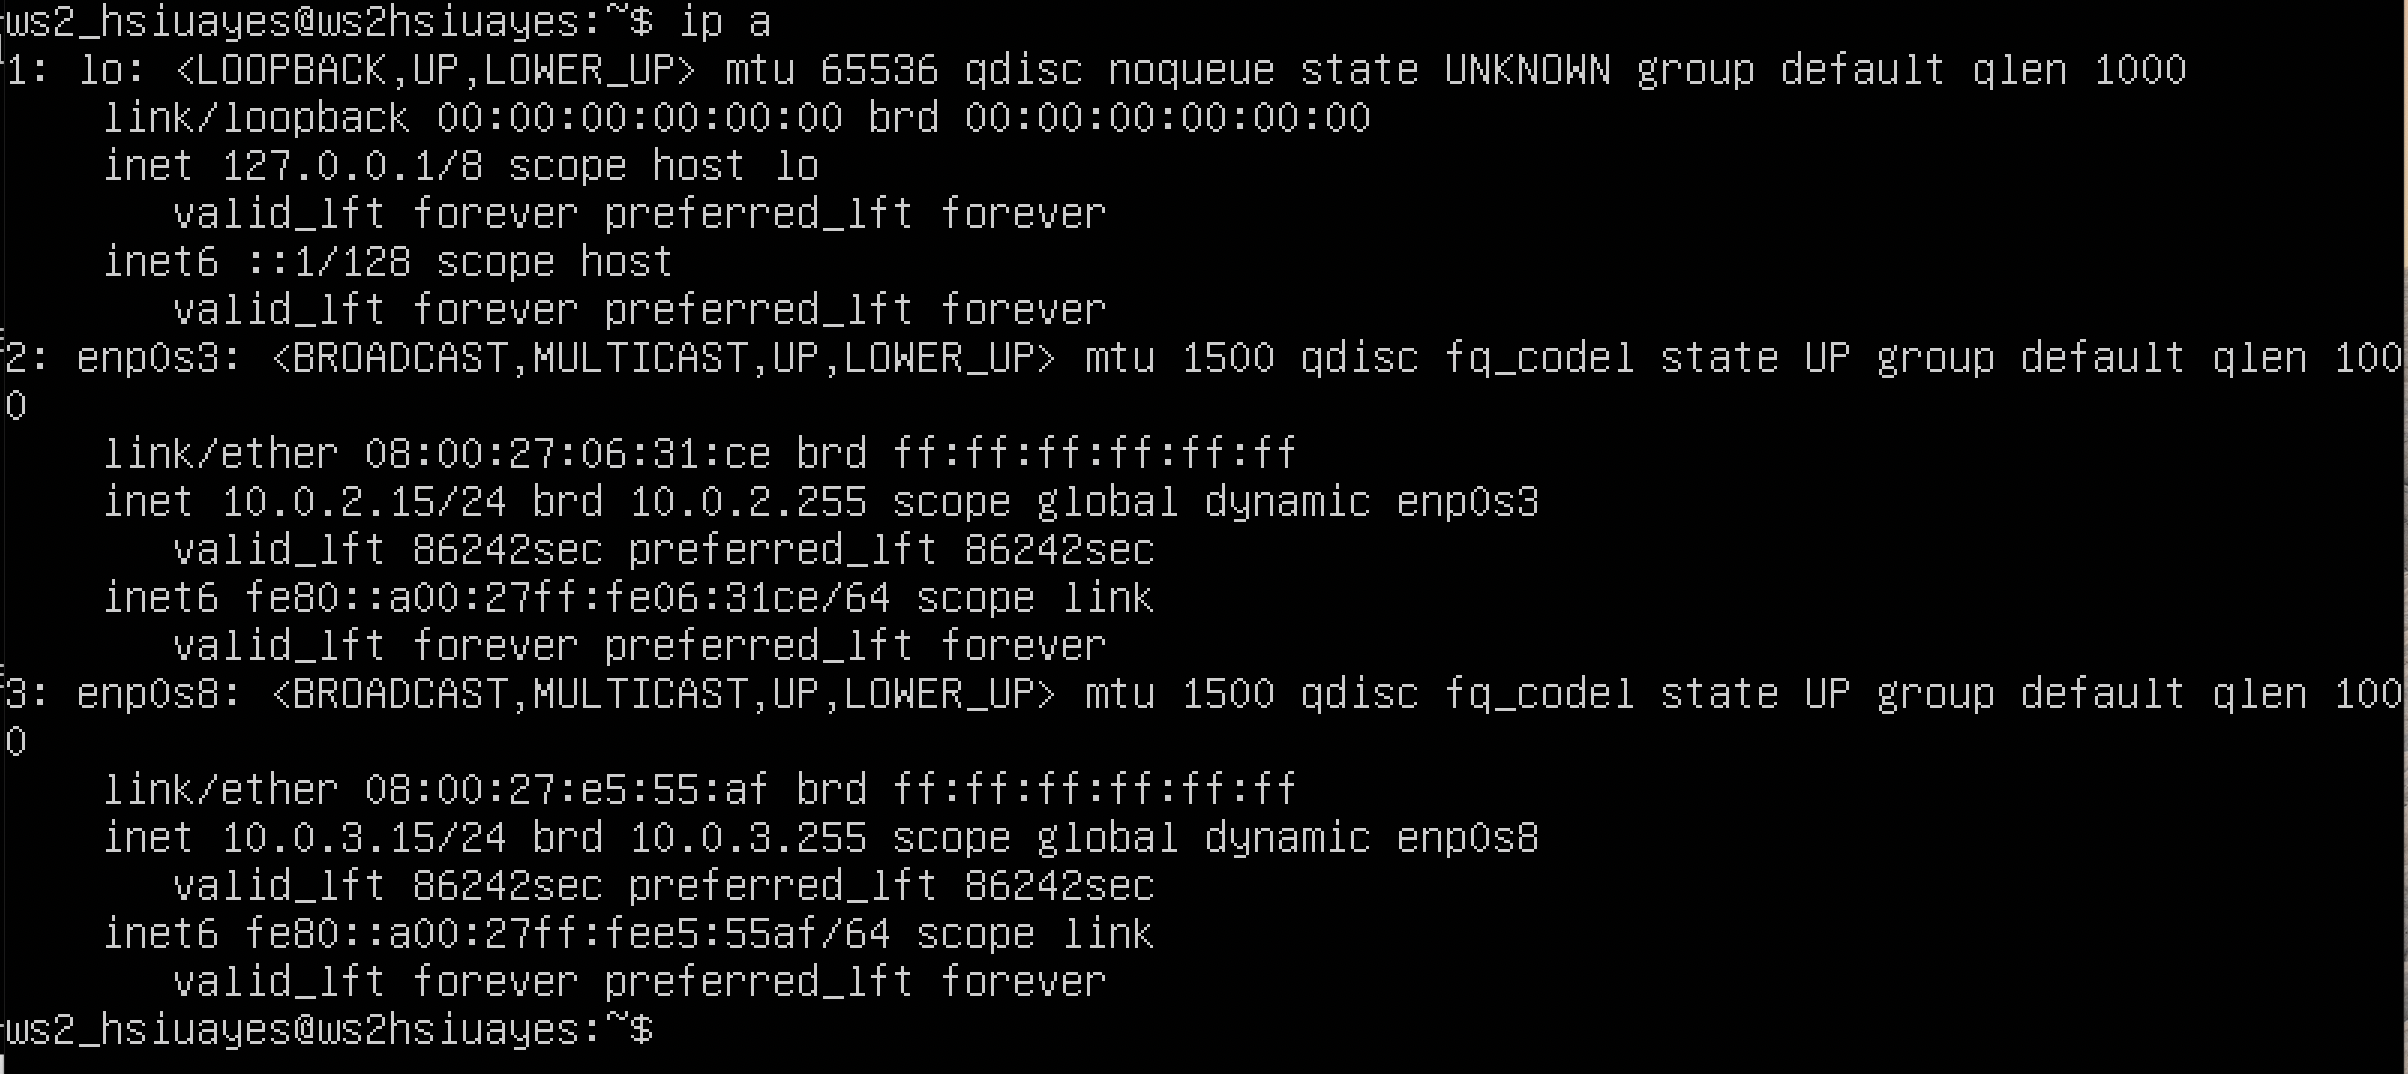 ws2_hsiuayes@ws2hsiuayes:~$ ip a
1: lo: <LOOPBACK,UP,LOWER_UP> mtu 65536 qdisc noqueue state UNKNOWN group default qlen 1000
    link/loopback 00:00:00:00:00:00 brd 00:00:00:00:00:00
    inet 127.0.0.1/8 scope host lo
       valid_lft forever preferred_lft forever
    inet6 ::1/128 scope host
       valid_lft forever preferred_lft forever
2: enp0s3: <BROADCAST,MULTICAST,UP,LOWER_UP> mtu 1500 qdisc fq_codel state UP group default qlen 100
0
    link/ether 08:00:27:06:31:ce brd ff:ff:ff:ff:ff:ff
    inet 10.0.2.15/24 brd 10.0.2.255 scope global dynamic enp0s3
       valid_lft 86242sec preferred_lft 86242sec
    inet6 fe80::a00:27ff:fe06:31ce/64 scope link
       valid_lft forever preferred_lft forever
3: enp0s8: <BROADCAST,MULTICAST,UP,LOWER_UP> mtu 1500 qdisc fq_codel state UP group default qlen 100
0
    link/ether 08:00:27:e5:55:af brd ff:ff:ff:ff:ff:ff
    inet 10.0.3.15/24 brd 10.0.3.255 scope global dynamic enp0s8
       valid_lft 86242sec preferred_lft 86242sec
    inet6 fe80::a00:27ff:fee5:55af/64 scope link
       valid_lft forever preferred_lft forever
ws2_hsiuayes@ws2hsiuayes:~$